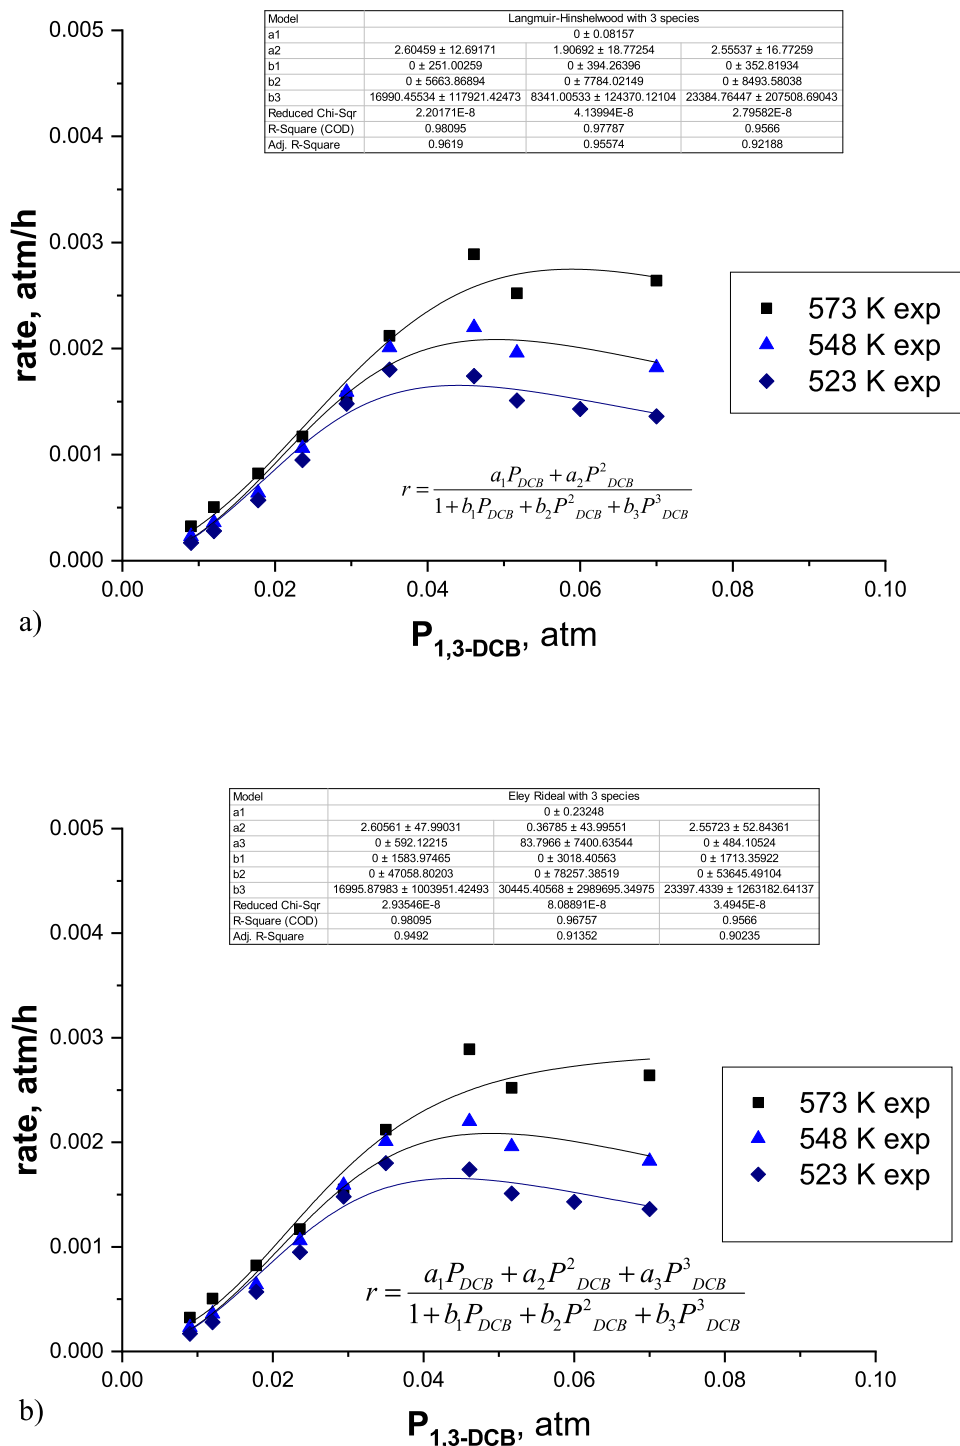 Model Langmuir-Hinshelwood with 3 species
a1 0 ± 0.08157
a2 2.60459 ± 12.69171 1.90692 ± 18.77254 2.55537 ± 16.77259
b1 0 ± 251.00259 0 ± 394.26396 0 ± 352.81934
b2 0 ± 5663.86894 0 ± 7784.02149 0 ± 8493.58038
b3 16990.45534 ± 117921.42473 8341.00533 ± 124370.12104 23384.76447 ± 207508.69043
Reduced Chi-Sqr 2.20171E-8 4.13994E-8 2.79582E-8
R-Square (COD) 0.98095 0.97787 0.9566
Adj. R-Square 0.9619 0.95574 0.92188
0.005
0.004
0.003
0.002
0.001
0.000
rate, atm/h
573 K exp
548 K exp
523 K exp
r = (a₁P_DCB + a₂P²_DCB) / (1 + b₁P_DCB + b₂P²_DCB + b₃P³_DCB)
0.00 0.02 0.04 0.06 0.08 0.10
a)
P1,3-DCB, atm
Model Eley Rideal with 3 species
a1 0 ± 0.23248
a2 2.60561 ± 47.99031 0.36785 ± 43.99551 2.55723 ± 52.84361
a3 0 ± 592.12215 83.7966 ± 7400.63544 0 ± 484.10524
b1 0 ± 1583.97465 0 ± 3018.40563 0 ± 1713.35922
b2 0 ± 47058.80203 0 ± 78257.38519 0 ± 53645.49104
b3 16995.87983 ± 1003951.42493 30445.40568 ± 2989695.34975 23397.4339 ± 1263182.64137
Reduced Chi-Sqr 2.93546E-8 8.08891E-8 3.4945E-8
R-Square (COD) 0.98095 0.96757 0.9566
Adj. R-Square 0.9492 0.91352 0.90235
0.005
0.004
0.003
0.002
0.001
0.000
rate, atm/h
573 K exp
548 K exp
523 K exp
r = (a₁P_DCB + a₂P²_DCB + a₃P³_DCB) / (1 + b₁P_DCB + b₂P²_DCB + b₃P³_DCB)
0.00 0.02 0.04 0.06 0.08 0.10
b)
P1,3-DCB, atm